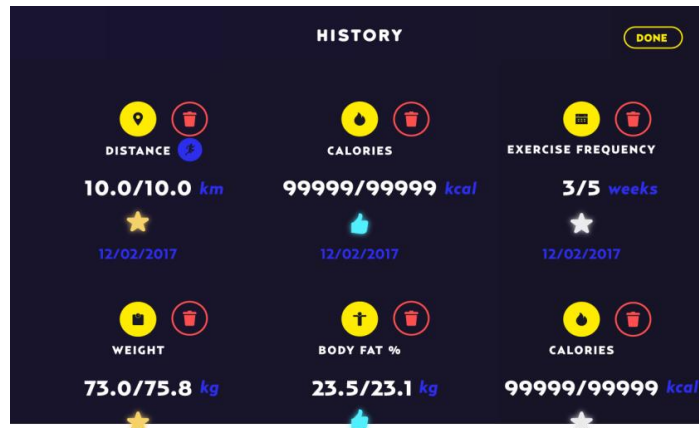 HISTORY
DONE
DISTANCE
CALORIES
EXERCISE FREQUENCY
10.0/10.0 km
99999/99999 kcal
3/5 weeks
12/02/2017
12/02/2017
12/02/2017
WEIGHT
BODY FAT %
CALORIES
73.0/75.8 kg
23.5/23.1 kg
99999/99999 kcal